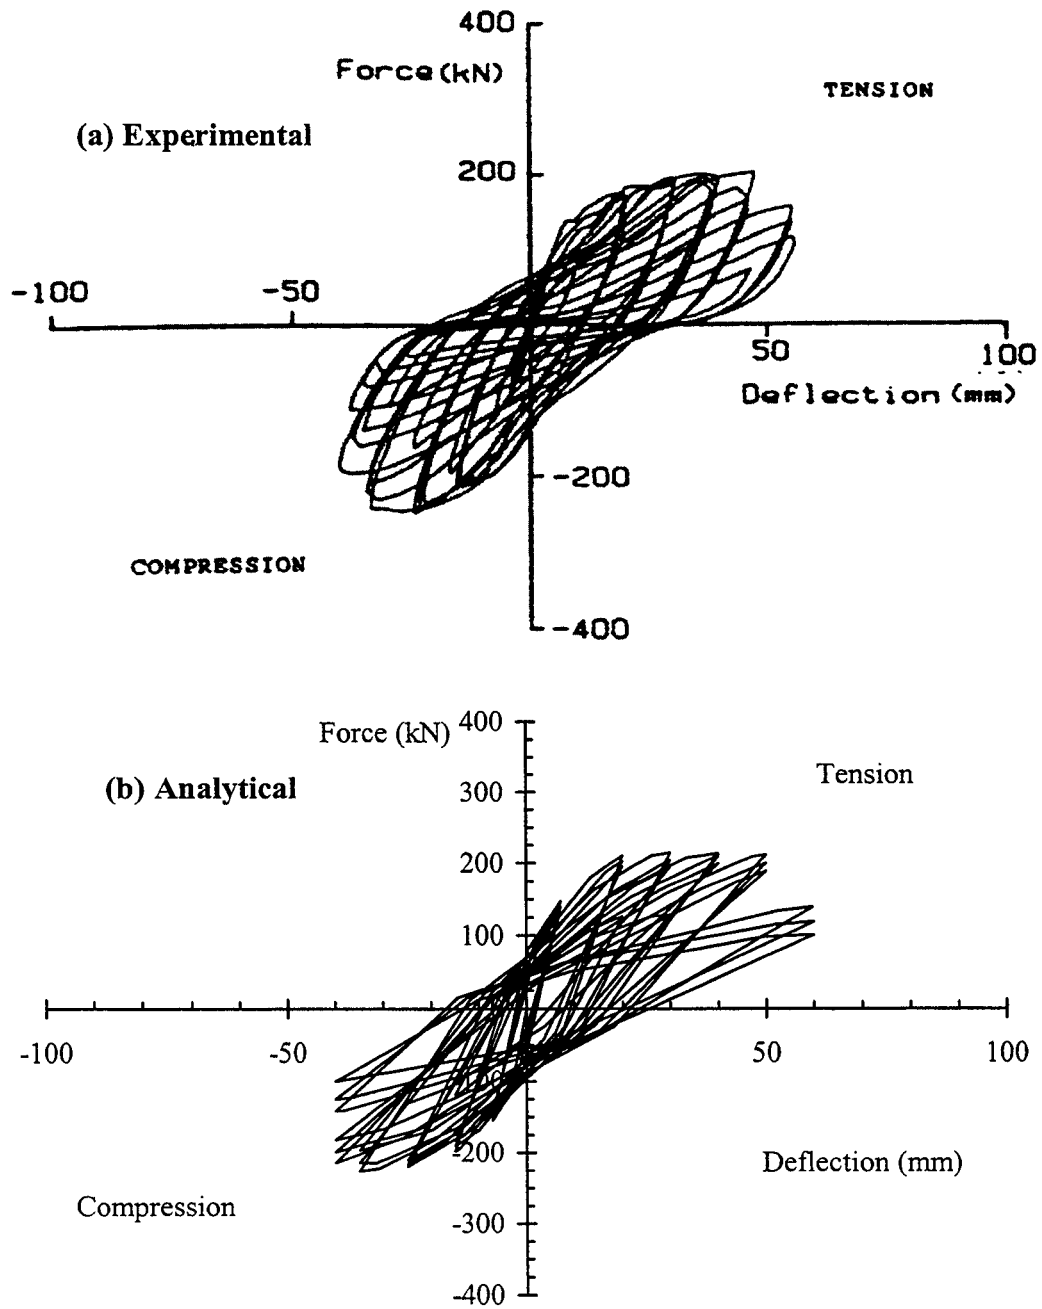 400
Force (kN)
TENSION
(a) Experimental
200
-100
-50
50
100
Deflection (mm)
-200
COMPRESSION
-400
Force (kN)
400
Tension
(b) Analytical
300
200
100
-100
-50
50
100
-100
-200
Deflection (mm)
Compression
-300
-400